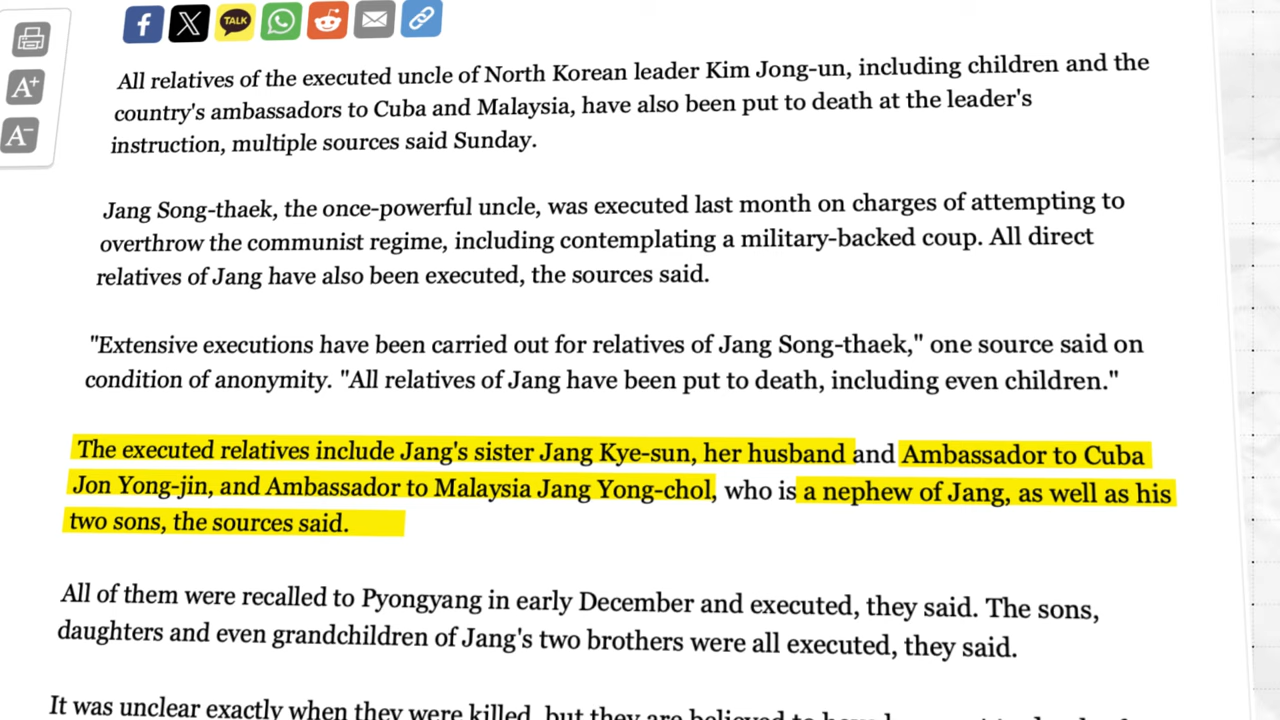 TALK
A+
A-
All relatives of the executed uncle of North Korean leader Kim Jong-un, including children and the
country's ambassadors to Cuba and Malaysia, have also been put to death at the leader's
instruction, multiple sources said Sunday.
Jang Song-thaek, the once-powerful uncle, was executed last month on charges of attempting to
overthrow the communist regime, including contemplating a military-backed coup. All direct
relatives of Jang have also been executed, the sources said.
"Extensive executions have been carried out for relatives of Jang Song-thaek," one source said on
condition of anonymity. "All relatives of Jang have been put to death, including even children."
The executed relatives include Jang's sister Jang Kye-sun, her husband and Ambassador to Cuba
Jon Yong-jin, and Ambassador to Malaysia Jang Yong-chol, who is a nephew of Jang, as well as his
two sons, the sources said.
All of them were recalled to Pyongyang in early December and executed, they said. The sons,
daughters and even grandchildren of Jang's two brothers were all executed, they said.
It was unclear exactly when they were killed, but they are believed to